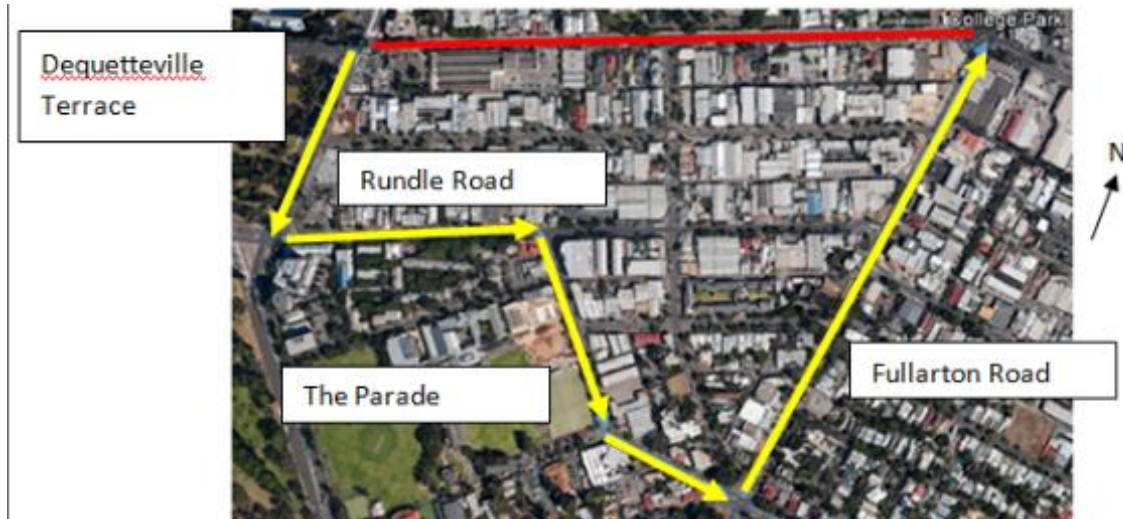 College Park
Dequetteville
Terrace
N
Rundle Road
The Parade
Fullarton Road